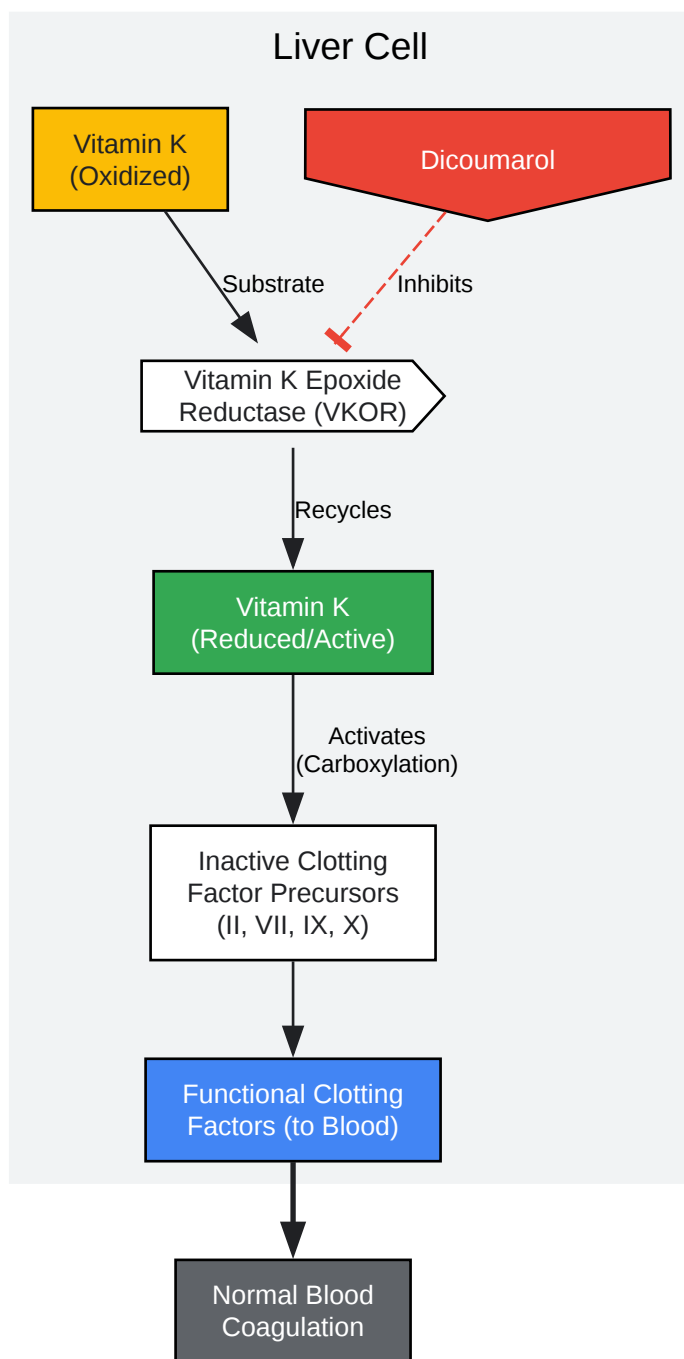 Liver Cell
Vitamin K
(Oxidized)
Dicoumarol
Substrate
Inhibits
Vitamin K Epoxide
Reductase (VKOR)
Recycles
Vitamin K
(Reduced/Active)
Activates
(Carboxylation)
Inactive Clotting
Factor Precursors
(II, VII, IX, X)
Functional Clotting
Factors (to Blood)
Normal Blood
Coagulation